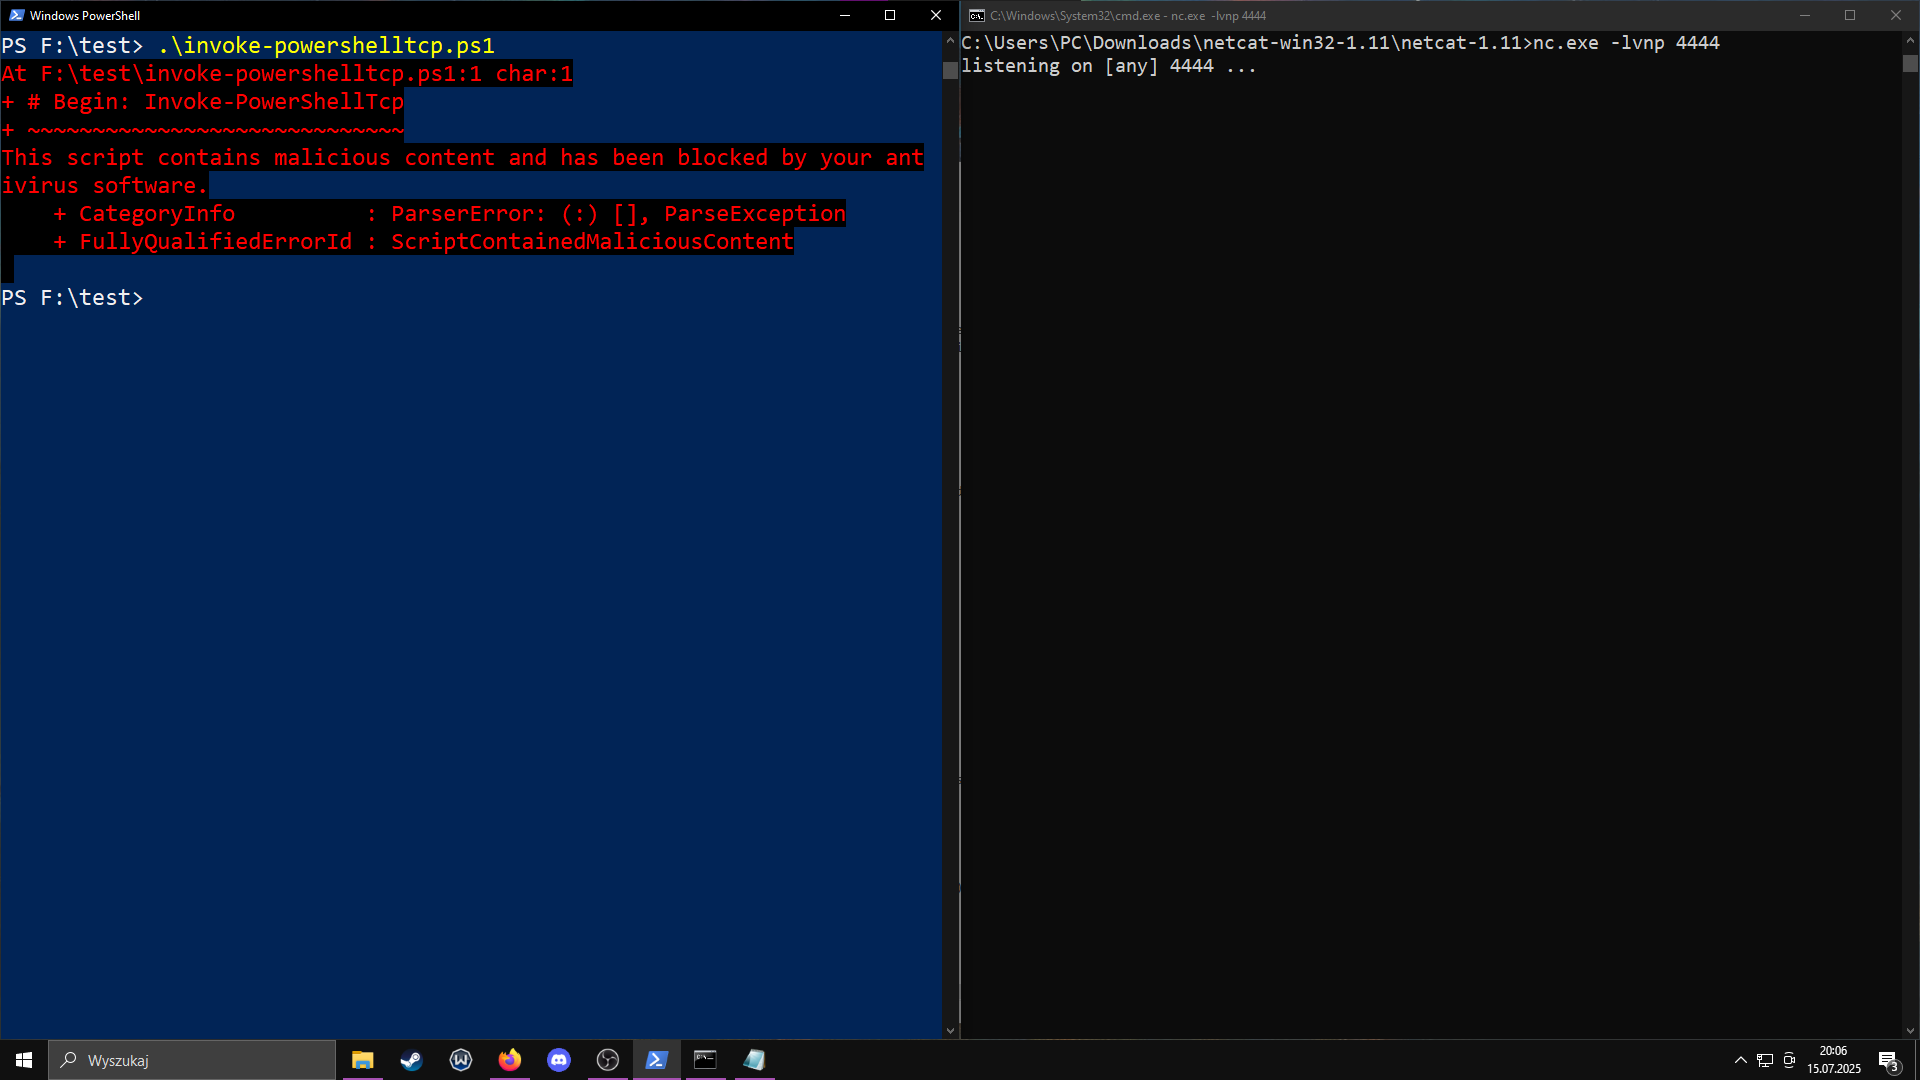 Windows PowerShell
PS F:\test> .\invoke-powershelltcp.ps1
At F:\test\invoke-powershelltcp.ps1:1 char:1
+ # Begin: Invoke-PowerShellTcp
+ ~~~~~~~~~~~~~~~~~~~~~~~~~~~~~
This script contains malicious content and has been blocked by your ant
ivirus software.
    + CategoryInfo          : ParserError: (:) [], ParseException
    + FullyQualifiedErrorId : ScriptContainedMaliciousContent
PS F:\test>
C:\Windows\System32\cmd.exe - nc.exe -lvnp 4444
C:\Users\PC\Downloads\netcat-win32-1.11\netcat-1.11>nc.exe -lvnp 4444
listening on [any] 4444 ...
Wyszukaj
20:06
15.07.2025
3